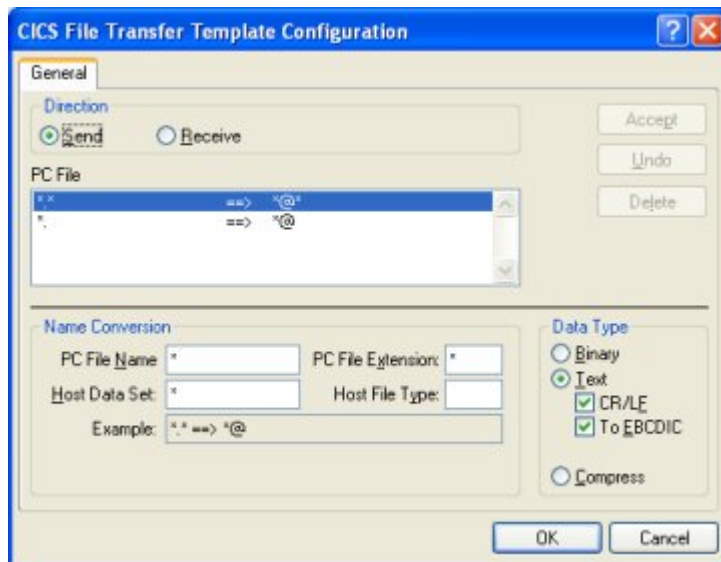 CICS File Transfer Template Configuration
General
Direction
Send Receive
Accept
Undo
Delete
PC File
*.* ==> *@*
*. ==> *@
Name Conversion
PC File Name * PC File Extension: *
Host Data Set: * Host File Type:
Example: *.* ==> *@
Data Type
Binary
Text
CR/LF
To EBCDIC
Compress
OK Cancel